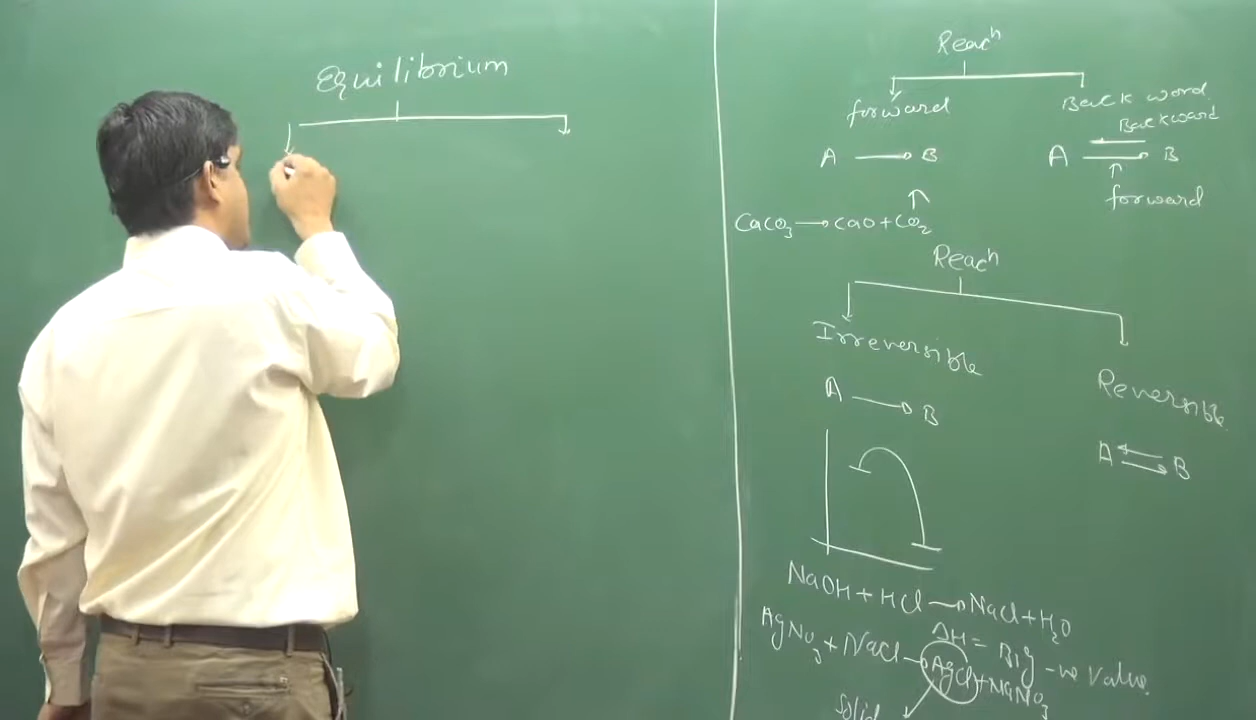 Equilibrium
Reacⁿ
forward
Back word
Backward
A → B
A ⇌ B
forward
CaCO₃ → CaO + CO₂ ↑
Reacⁿ
Irreversible
Reversible
A → B
A ⇌ B
NaOH + HCl → NaCl + H₂O
ΔH = Big -ve value
AgNO₃ + NaCl → AgCl + NaNO₃
Solid